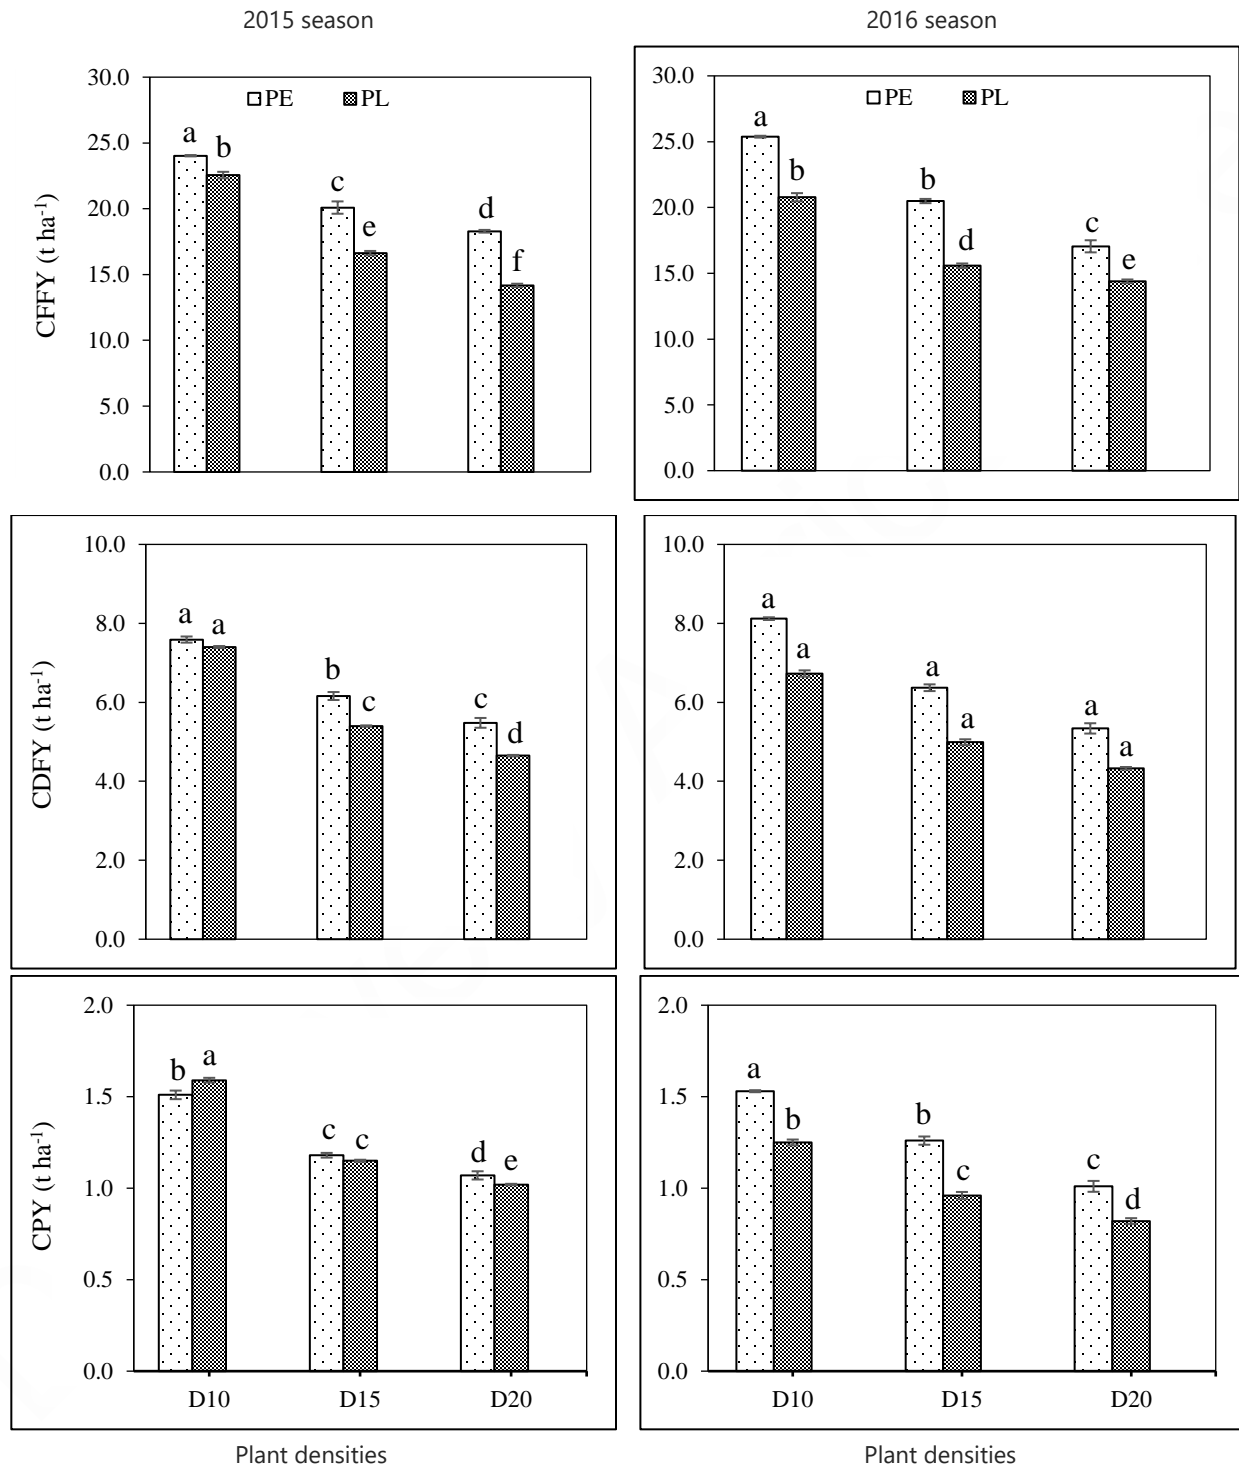 2015 season
2016 season
CFFY (t ha-1)
30.0
25.0
20.0
15.0
10.0
5.0
0.0
PE PL
a b c e d f
30.0
25.0
20.0
15.0
10.0
5.0
0.0
PE PL
a b b d c e
CDFY (t ha-1)
10.0
8.0
6.0
4.0
2.0
0.0
a a b c c d
10.0
8.0
6.0
4.0
2.0
0.0
a a a a a a
CPY (t ha-1)
2.0
1.5
1.0
0.5
0.0
b a c c d e
D10 D15 D20
Plant densities
2.0
1.5
1.0
0.5
0.0
a b b c c d
D10 D15 D20
Plant densities